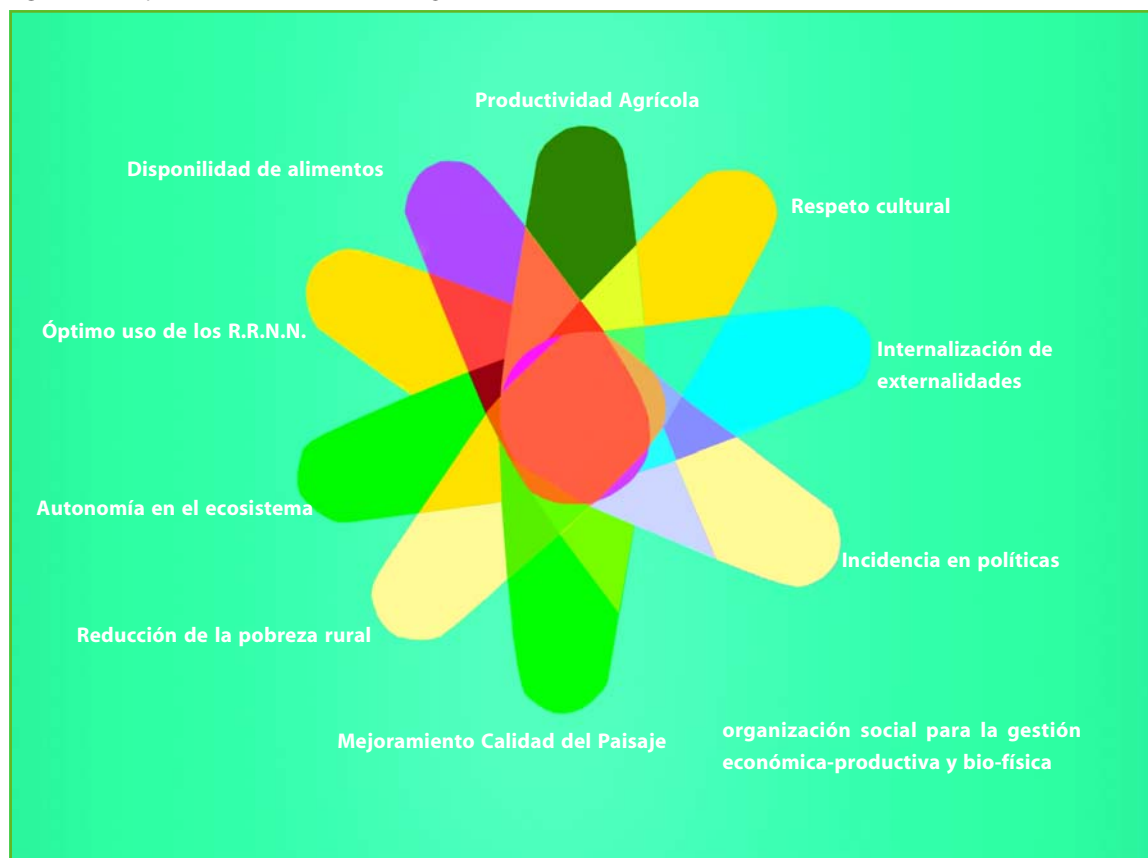 Productividad Agrícola
Disponilidad de alimentos
Respeto cultural
Óptimo uso de los R.R.N.N.
Internalización de
externalidades
Autonomía en el ecosistema
Incidencia en políticas
Reducción de la pobreza rural
Mejoramiento Calidad del Paisaje
organización social para la gestión
económica-productiva y bio-física